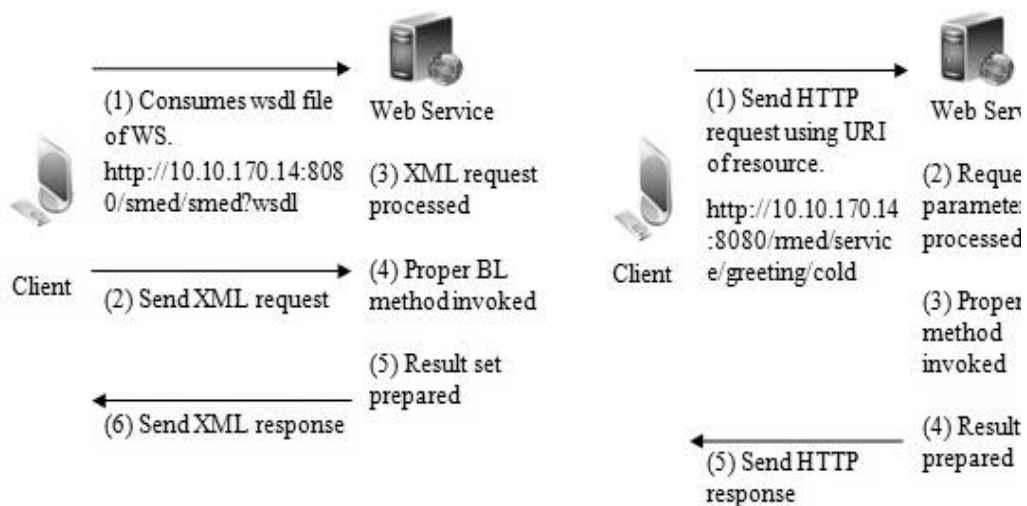 (1) Consumes wsdl file
of WS.
http://10.10.170.14:808
0/smed/smed?wsdl
Web Service
(3) XML request
processed
Client
(2) Send XML request
(4) Proper BL
method invoked
(5) Result set
prepared
(6) Send XML response
(1) Send HTTP
request using URI
of resource.
http://10.10.170.14
:8080/rmed/servic
e/greeting/cold
Web
(2)
processed
Client
(3) Proper
method
invoked
(4) Result
prepared
(5) Send HTTP
response